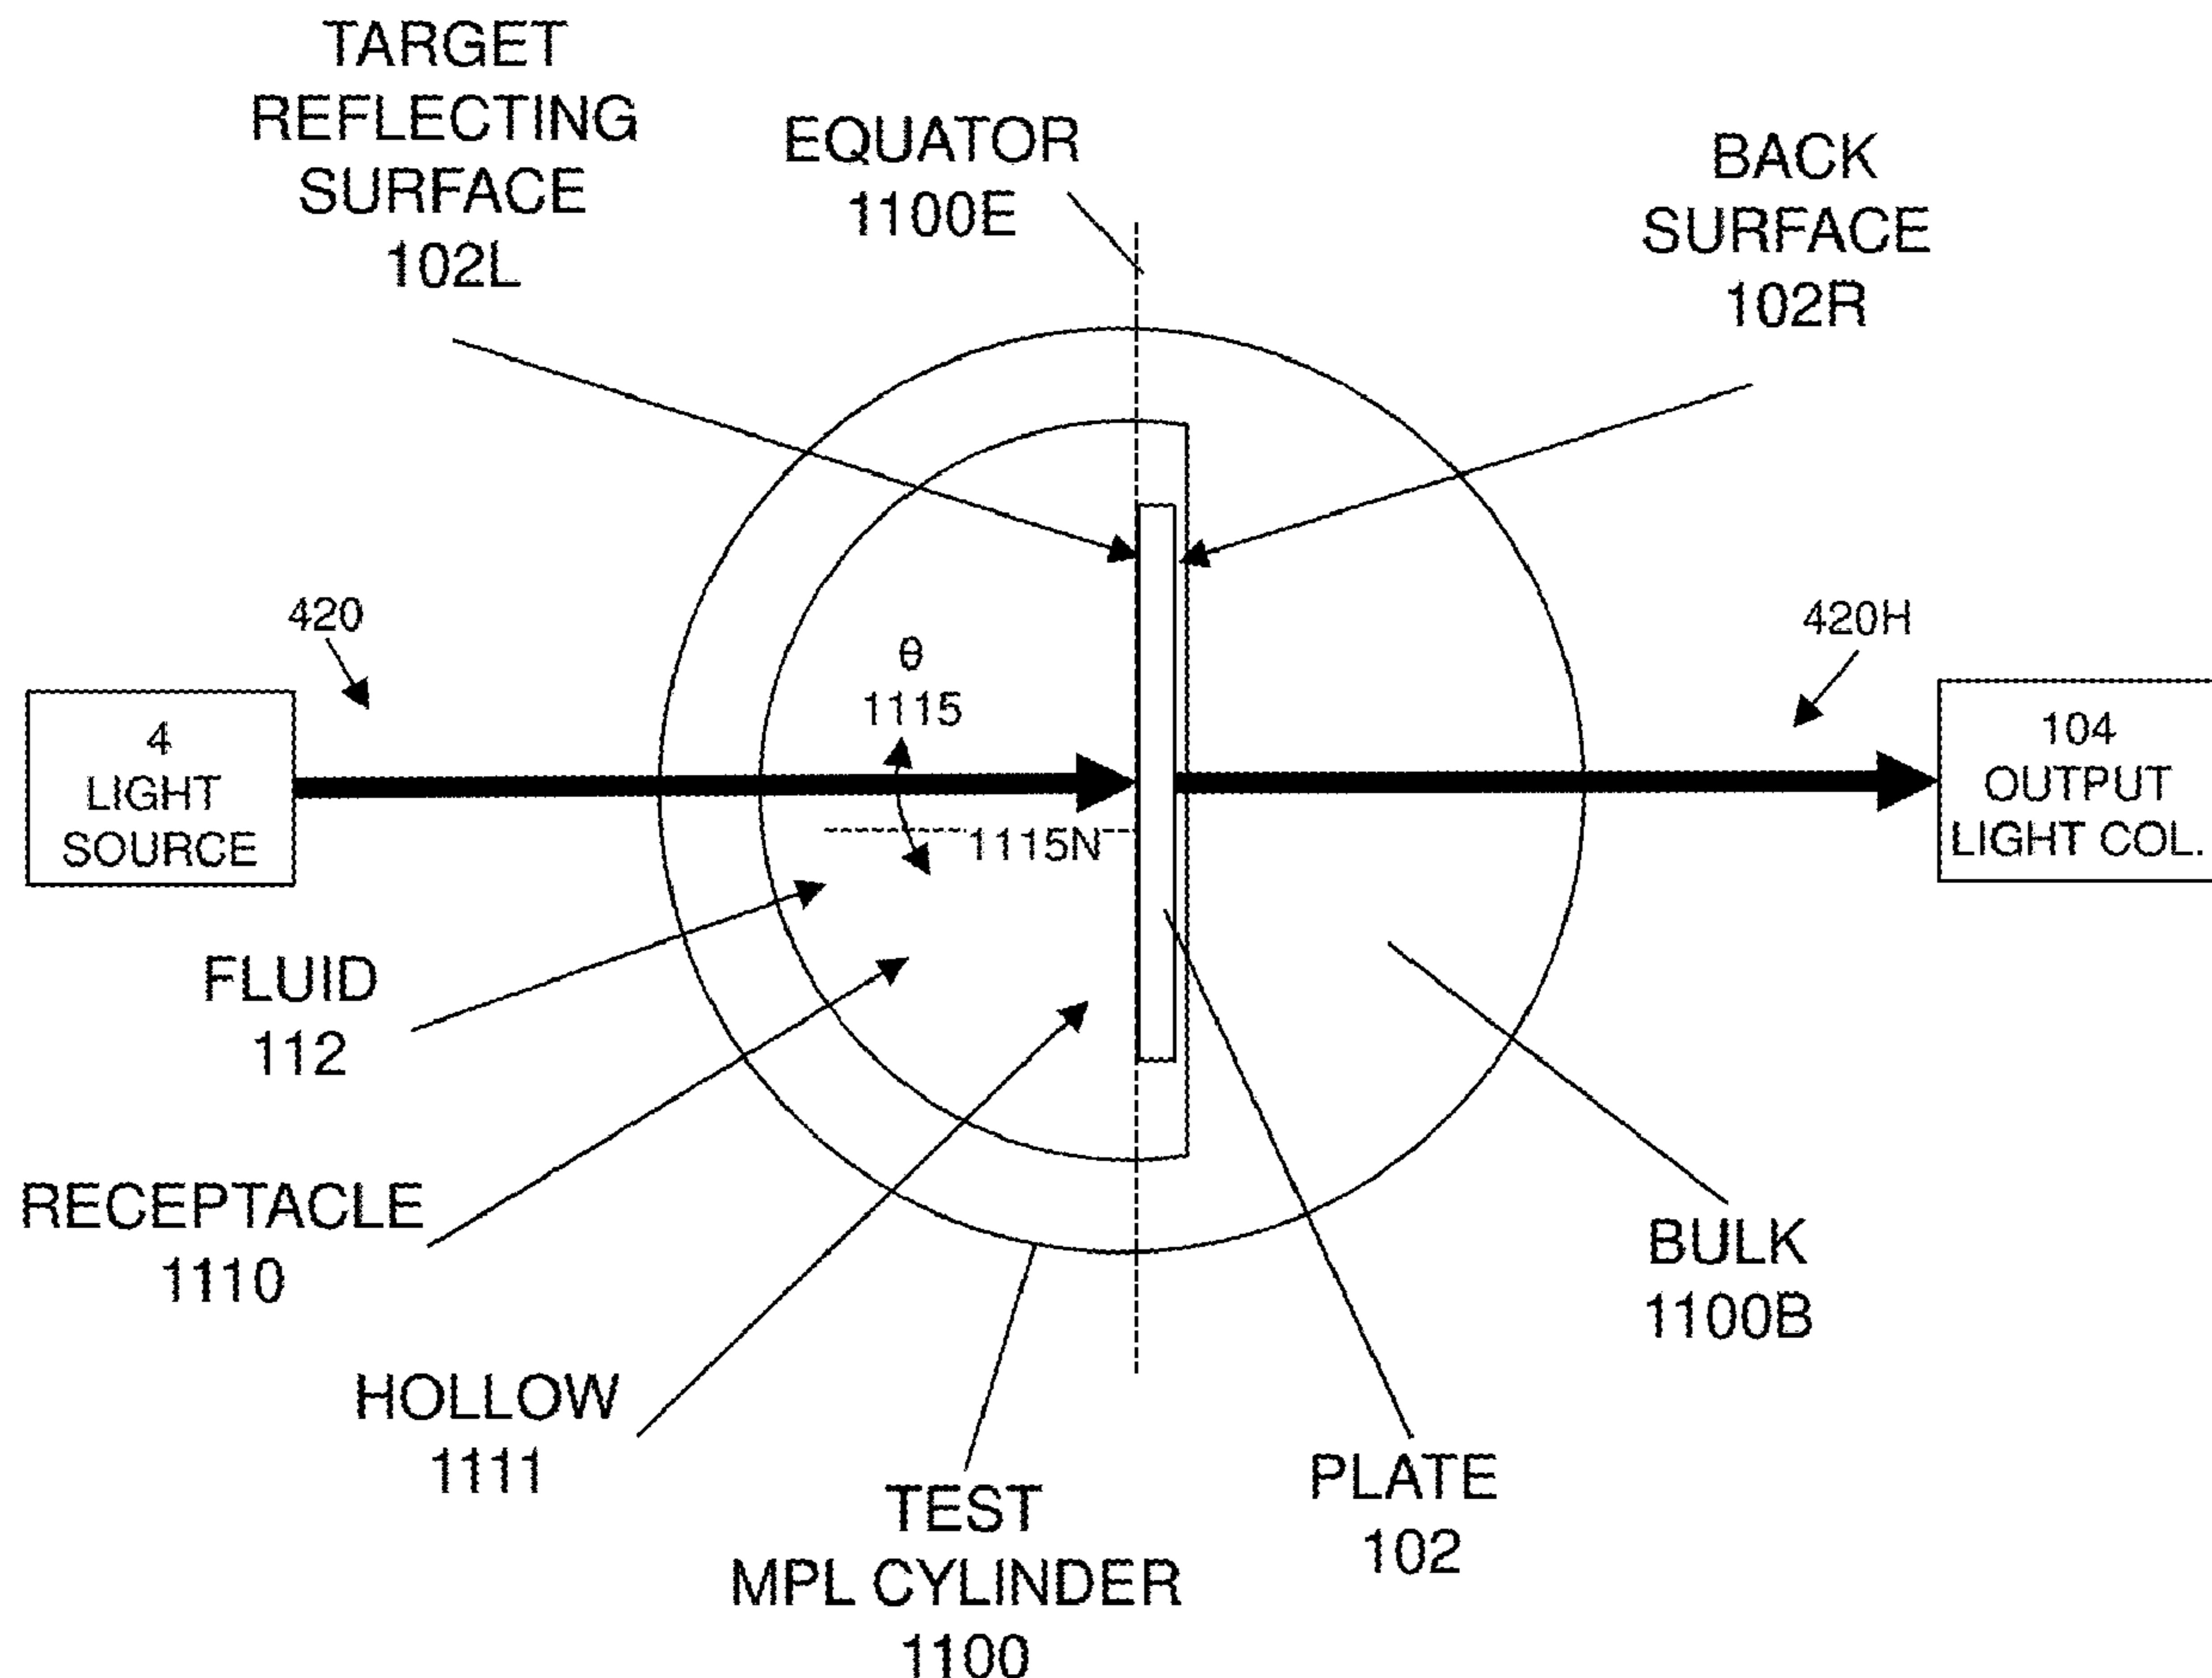 TARGET
REFLECTING
SURFACE
102L
EQUATOR
1100E
BACK
SURFACE
102R
420
420H
θ
1115
4
LIGHT
SOURCE
104
OUTPUT
LIGHT COL.
1115N
FLUID
112
RECEPTACLE
1110
BULK
1100B
HOLLOW
1111
PLATE
102
TEST
MPL CYLINDER
1100